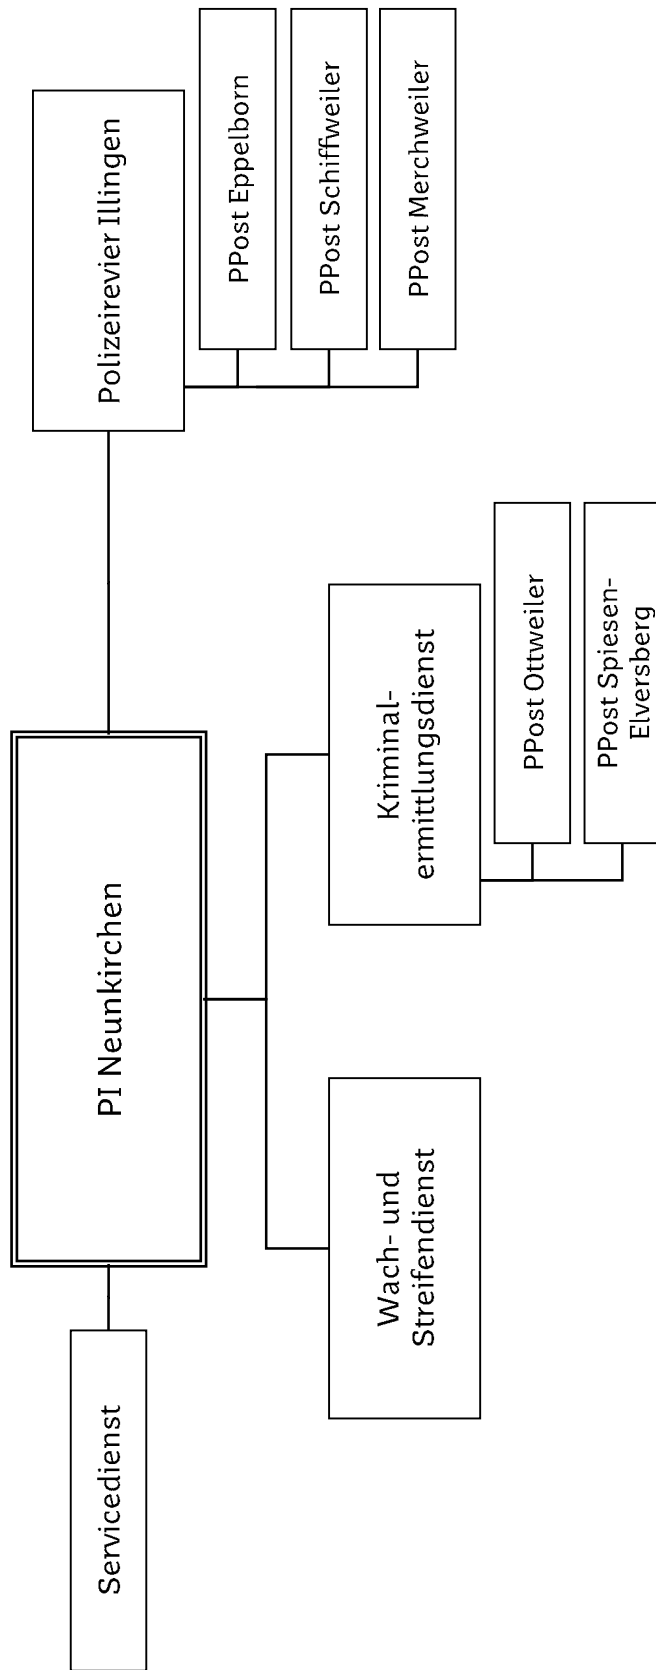 Servicedienst
PI Neunkirchen
Polizeirevier Illingen
PPost Eppelborn
PPost Schiffweiler
PPost Merchweiler
Wach- und
Streifendienst
Kriminal-
ermittlungsdienst
PPost Ottweiler
PPost Spiesen-
Elversberg